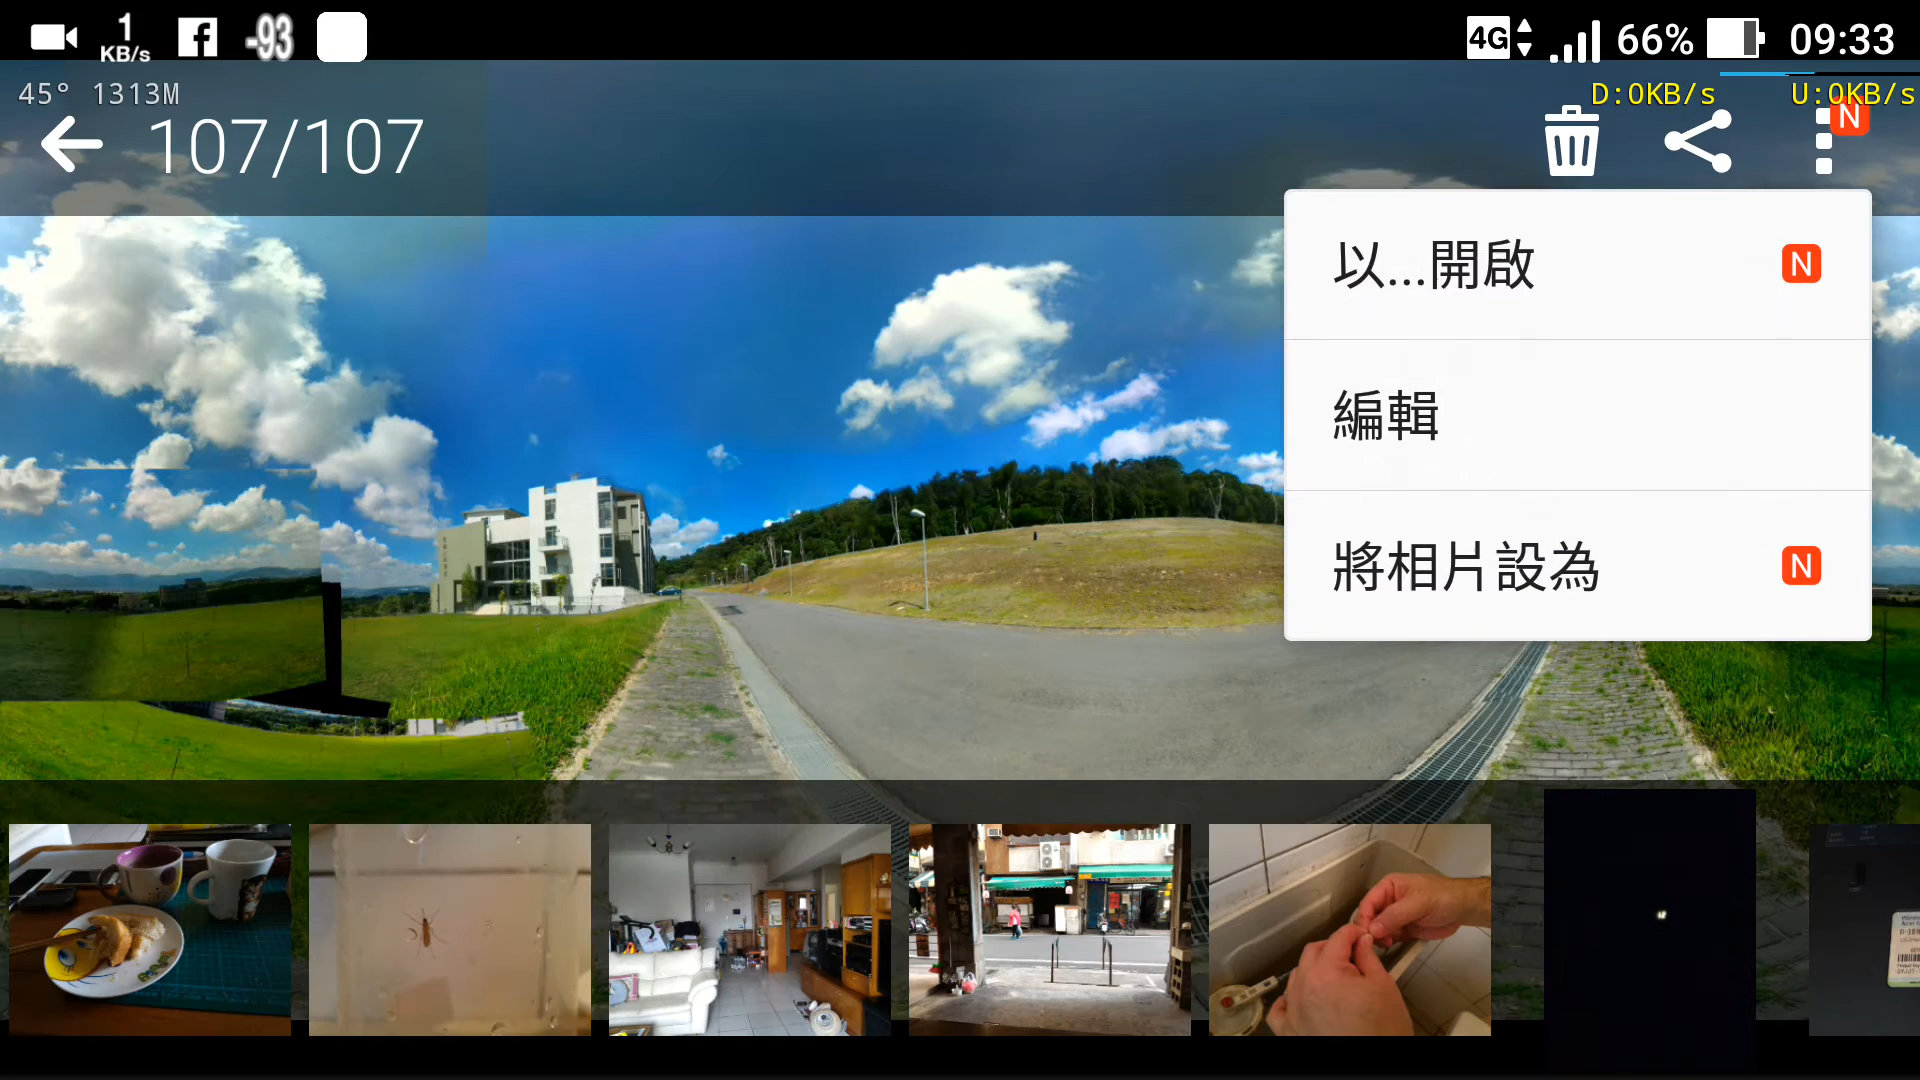 1
KB/s
-93
4G
66%
09:33
45° 1313M
D:0KB/s
U:0KB/s
107/107
N
以...開啟
N
編輯
將相片設為
N